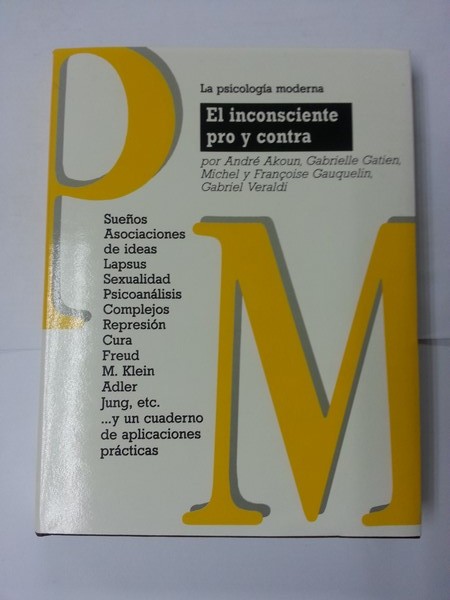 P
M
La psicología moderna
El inconsciente
pro y contra
por André Akoun, Gabrielle Gatien,
Michel y Françoise Gauquelin,
Gabriel Veraldi
Sueños
Asociaciones
de ideas
Lapsus
Sexualidad
Psicoanálisis
Complejos
Represión
Cura
Freud
M. Klein
Adler
Jung, etc.
...y un cuaderno
de aplicaciones
prácticas